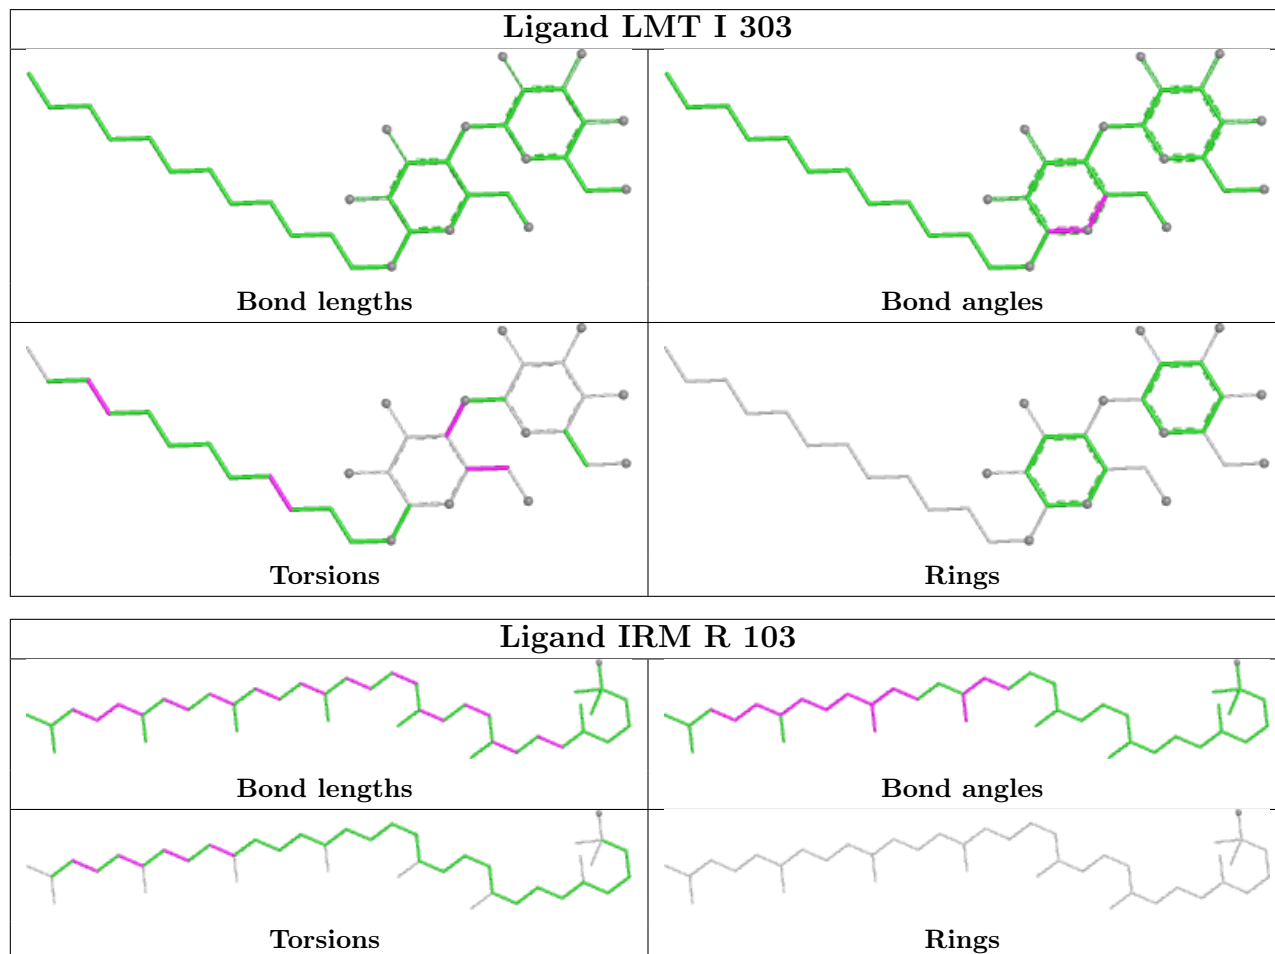 Ligand LMT I 303
Bond lengths
Bond angles
Torsions
Rings
Ligand IRM R 103
Bond lengths
Bond angles
Torsions
Rings